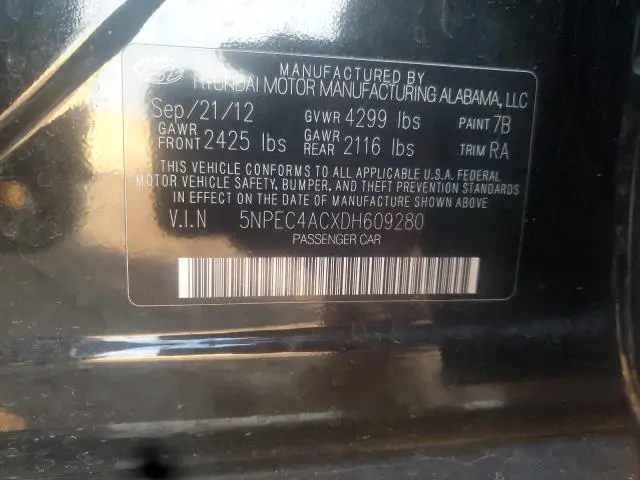 MANUFACTURED BY
HYUNDAI MOTOR MANUFACTURING ALABAMA, LLC
Sep/21/12 GVWR 4299 lbs PAINT 7B
GAWR FRONT 2425 lbs GAWR REAR 2116 lbs TRIM RA
THIS VEHICLE CONFORMS TO ALL APPLICABLE U.S.A. FEDERAL
MOTOR VEHICLE SAFETY, BUMPER, AND THEFT PREVENTION STANDARDS
IN EFFECT ON THE DATE OF MANUFACTURE SHOWN ABOVE
V.I.N 5NPEC4ACXDH609280
PASSENGER CAR